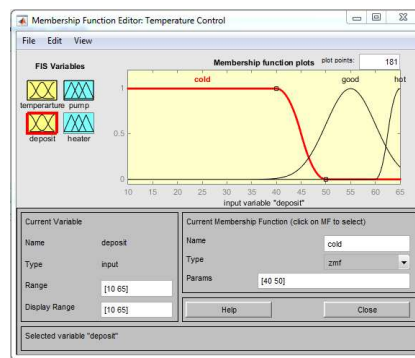 Membership Function Editor: Temperature Control
File Edit View
FIS Variables
Membership function plots plot points: 181
temperarture pump
deposit heater
cold good hot
1
0.5
0
10 15 20 25 30 35 40 45 50 55 60 65
input variable "deposit"
Current Variable
Name deposit
Type input
Range [10 65]
Display Range [10 65]
Current Membership Function (click on MF to select)
Name cold
Type zmf
Params [40 50]
Help Close
Selected variable "deposit"